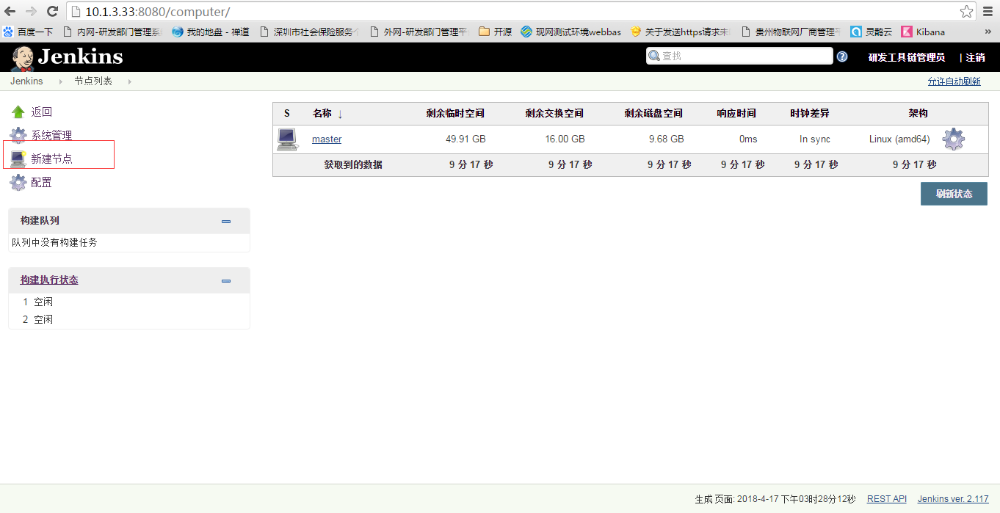 10.1.3.33:8080/computer/
百度一下 内网-研发部门管理系 我的地盘 - 禅道 深圳市社会保险服务个 外网-研发部门管理平 开源 现网测试环境webbas 关于发送https请求未 贵州物联网厂商管理平 灵鹊云 Kibana »
Jenkins 查找 ? 研发工具链管理员 | 注销
Jenkins 节点列表 允许自动刷新
返回
系统管理
新建节点
配置
构建队列
队列中没有构建任务
构建执行状态
1 空闲
2 空闲
S 名称 ↓ 剩余临时空间 剩余交换空间 剩余磁盘空间 响应时间 时钟差异 架构
master 49.91 GB 16.00 GB 9.68 GB 0ms In sync Linux (amd64)
获取到的数据 9 分 17 秒 9 分 17 秒 9 分 17 秒 9 分 17 秒 9 分 17 秒 9 分 17 秒
刷新状态
生成 页面: 2018-4-17 下午03时28分12秒 REST API Jenkins ver. 2.117